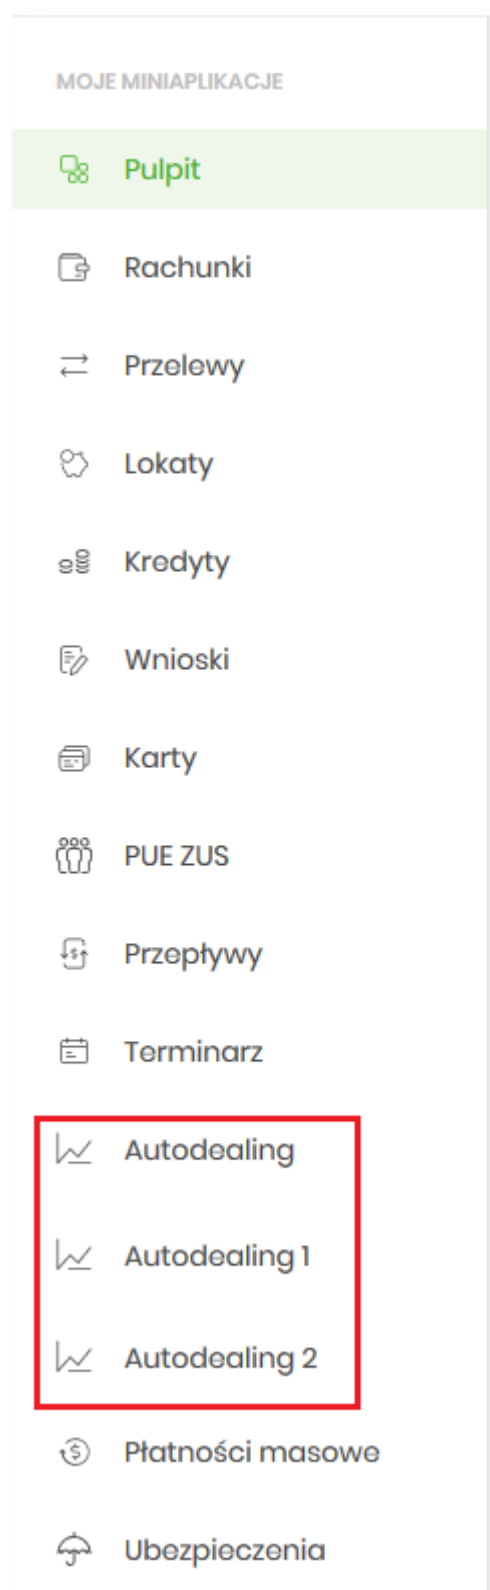 MOJE MINIAPLIKACJE
Pulpit
Rachunki
Przelewy
Lokaty
Kredyty
Wnioski
Karty
PUE ZUS
Przepływy
Terminarz
Autodealing
Autodealing 1
Autodealing 2
Płatności masowe
Ubezpieczenia